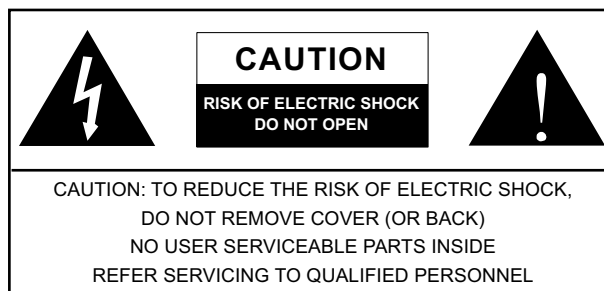 CAUTION
RISK OF ELECTRIC SHOCK
DO NOT OPEN
!
CAUTION: TO REDUCE THE RISK OF ELECTRIC SHOCK,
DO NOT REMOVE COVER (OR BACK)
NO USER SERVICEABLE PARTS INSIDE
REFER SERVICING TO QUALIFIED PERSONNEL